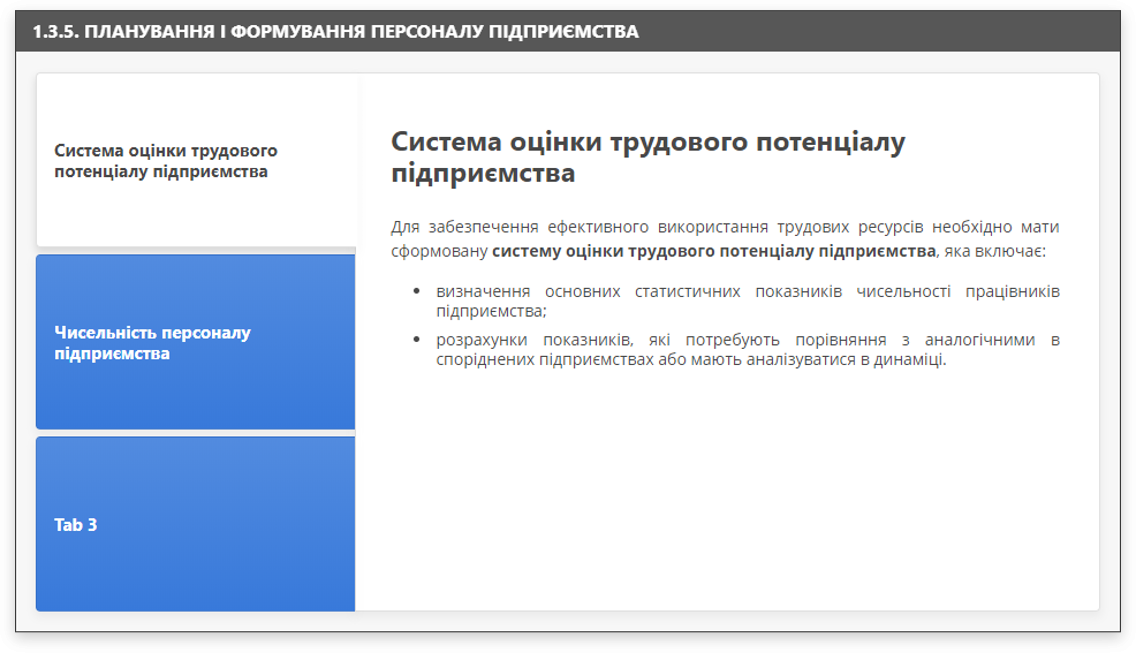 1.3.5. ПЛАНУВАННЯ І ФОРМУВАННЯ ПЕРСОНАЛУ ПІДПРИЄМСТВА
Система оцінки трудового
потенціалу підприємства
Чисельність персоналу
підприємства
Tab 3
Система оцінки трудового потенціалу
підприємства
Для забезпечення ефективного використання трудових ресурсів необхідно мати
сформовану систему оцінки трудового потенціалу підприємства, яка включає:
• визначення основних статистичних показників чисельності працівників
підприємства;
• розрахунки показників, які потребують порівняння з аналогічними в
споріднених підприємствах або мають аналізуватися в динаміці.